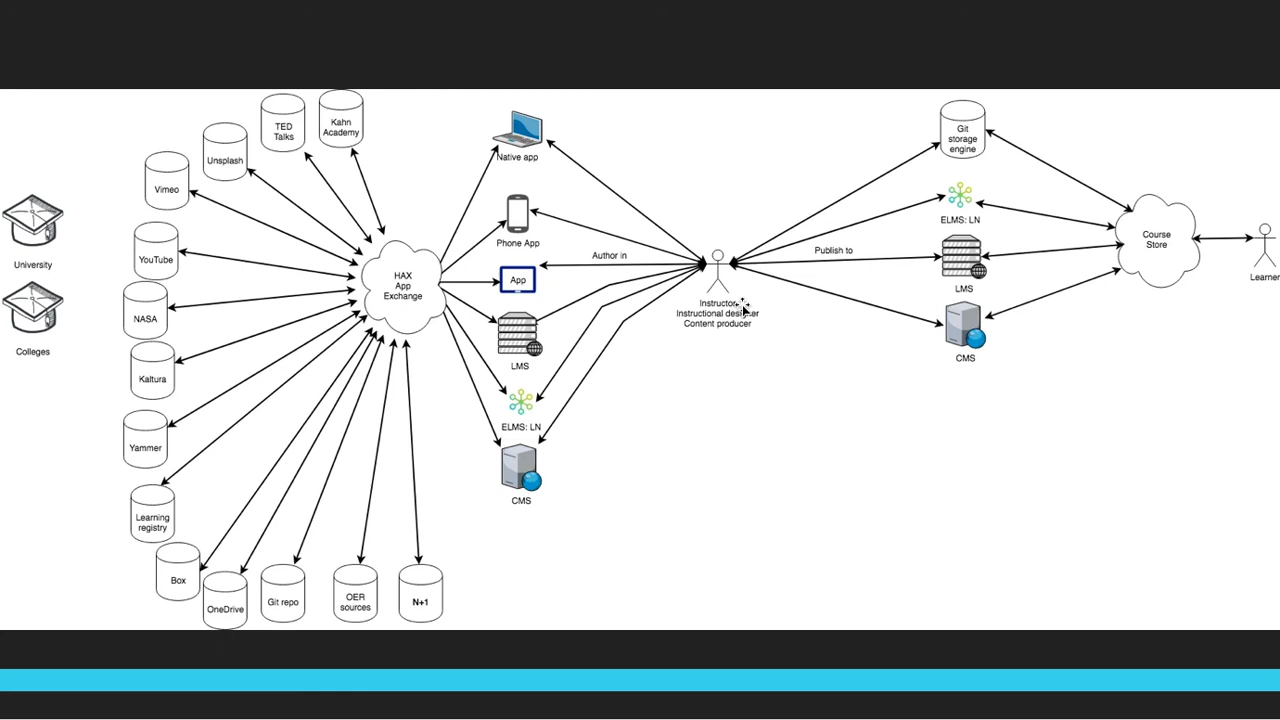 University
Colleges
Kahn
Academy
TED
Talks
Unsplash
Vimeo
YouTube
NASA
Kaltura
Yammer
Learning
registry
Box
OneDrive
Git repo
OER
sources
N+1
HAX
App
Exchange
Native app
Phone App
App
LMS
ELMS: LN
CMS
Author in
Instructor
Instructional designer
Content producer
Publish to
Git
storage
engine
ELMS: LN
LMS
CMS
Course
Store
Learner